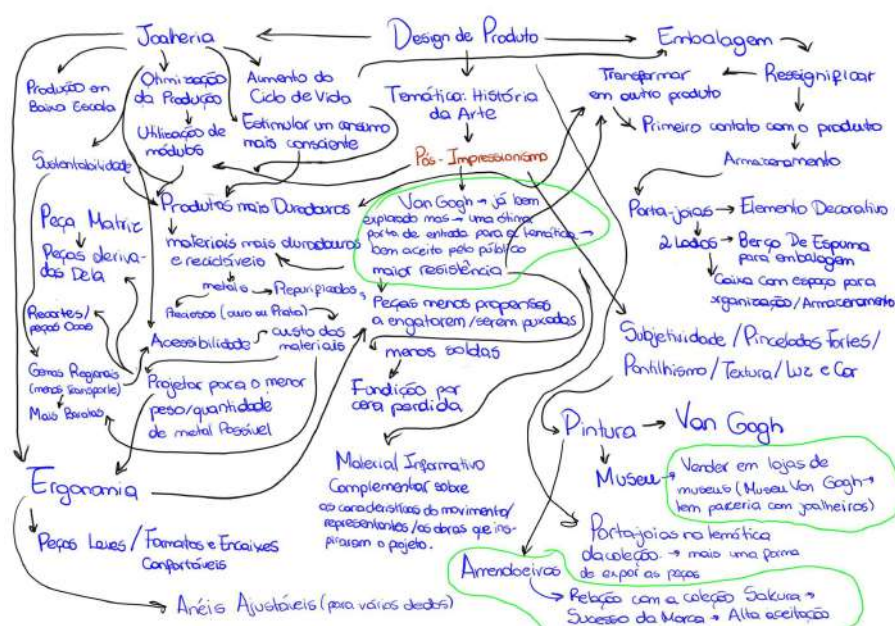 Joalheria
Design de Produto
Embalagem
Produção em
Baixa Escala
Otimização
da Produção
Aumento do
Ciclo de Vida
Utilização de
módulos
Estimular um consumo
mais consciente
Temática: História
da Arte
Pós-Impressionismo
Transformar
em outro produto
Ressignificar
Primeiro contato com o produto
Armazenamento
Sustentabilidade
Produtos mais Duradouros
Van Gogh → já bem
explorado mas → uma ótima
porta de entrada para a temática →
bem aceito pelo público
maior resistência
Porta-joias → Elemento Decorativo
2 Lados → Berço De Espuma
para embalagem
Caixa com espaço para
organização/Armazenamento
Peça Matriz
Peças deriva-
das Dela
materiais mais duradouros
e recicláveis
metais
Repurificados
Preciosos (ouro ou Prata)
Recortes/
peças Ocas
Acessibilidade
custo dos
materiais
Peças menos propensas
a engatarem/serem puxadas
menos soldas
Fundição por
cera perdida
Gemas Regionais
(menos Transporte)
Mais Baratas
Projetar para o menor
peso/quantidade
de metal Possível
Subjetividade/Pinceladas Fortes/
Pontilhismo/Textura/Luz e Cor
Pintura → Van Gogh
Museu → Vender em lojas de
museus (Museu Van Gogh →
tem parceria com joalheiros)
Ergonomia
Material Informativo
Complementar sobre
as características do movimento/
representantes/as obras que ins-
piraram o projeto.
Peças Leves/Formatos e Encaixes
Confortáveis
Porta joias na temática
da coleção. → mais uma forma
de expor as peças
Amendoeiras
Relação com a coleção Sakura →
Sucesso da Marca → Alta aceitação
Anéis Ajustáveis (para vários dedos)